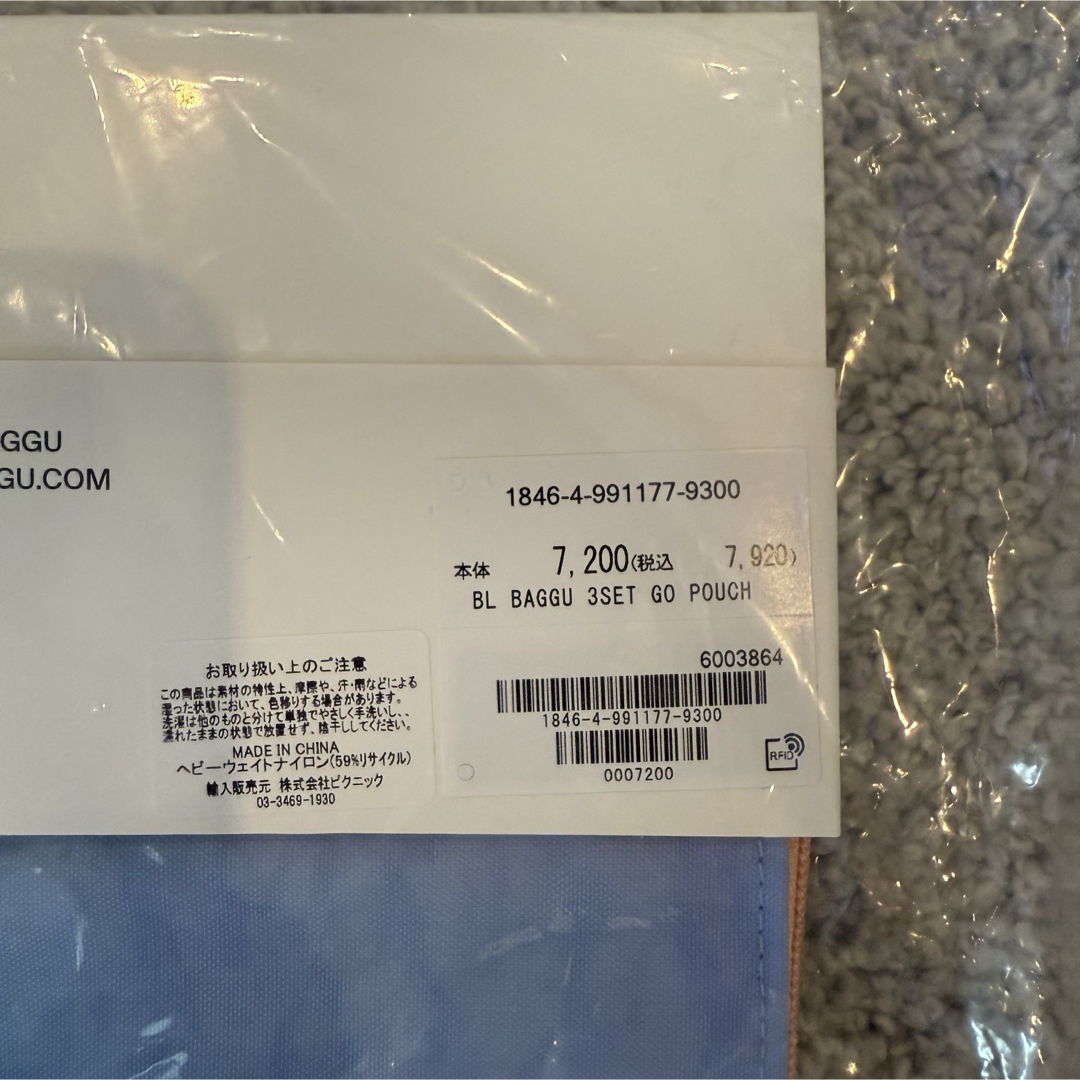 GGU
GU.COM
1846-4-991177-9300
本体 7,200(税込 7,920)
BL BAGGU 3SET GO POUCH
6003864
1846-4-991177-9300
0007200
RFID
お取り扱い上のご注意
この商品は素材の特性上、摩擦や、汗・雨などによる
湿った状態において、色移りする場合があります。
洗濯は他のものと分けて単独でやさしく手洗いし、
濡れたままの状態で放置せず、陰干ししてください。
MADE IN CHINA
ヘビーウェイトナイロン(59%リサイクル)
輸入販売元 株式会社ピクニック
03-3469-1930